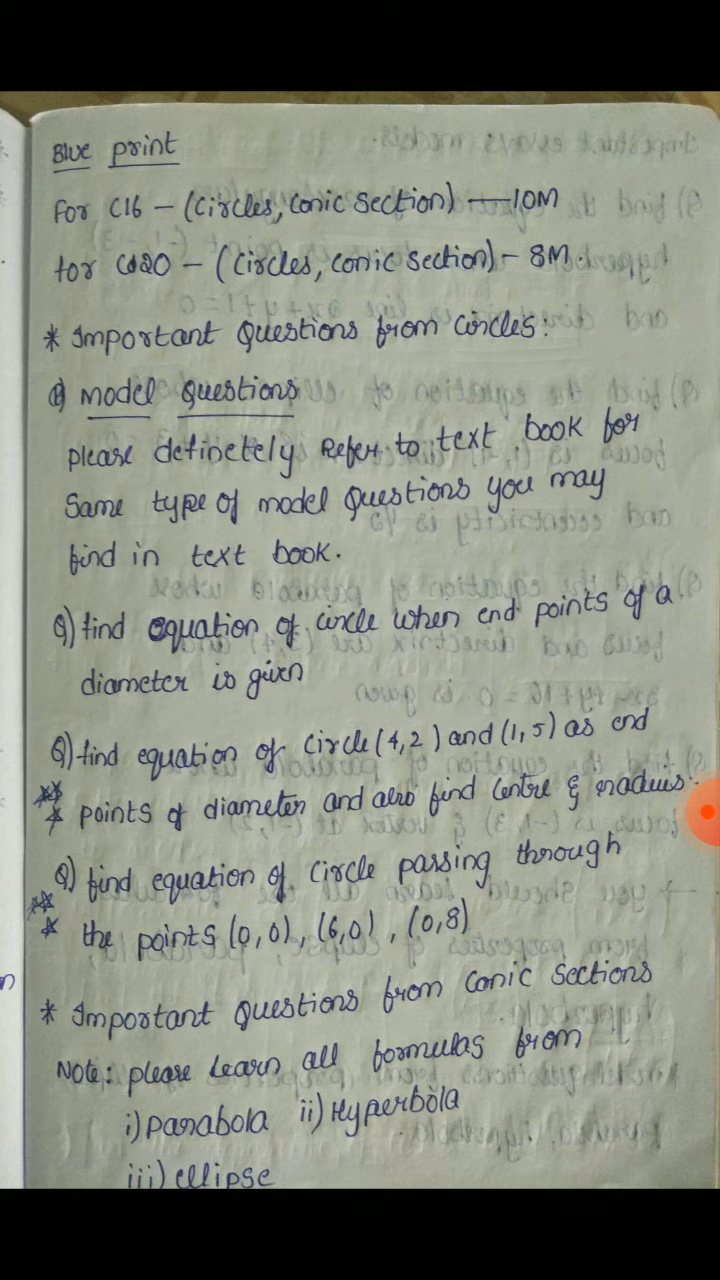 Blue print
For C16 - (Circles, Conic Section) — 10M
for C20 - (Circles, Conic Section) - 8M.
* Important Questions from Circles:
model Questions
please definetely Refer to text book for
Same type of model Questions you may
find in text book.
Q) find equation of circle when end points of a
diameter is given
Q) find equation of Circle (4,2) and (1,5) as end
** * points of diameter and also find Centre & radius.
Q) find equation of Circle passing through
** * the points (0,0), (6,0), (0,8)
* Important Questions from Conic Sections
Note: please Learn all formulas from
i) parabola ii) Hyperbola
iii) ellipse